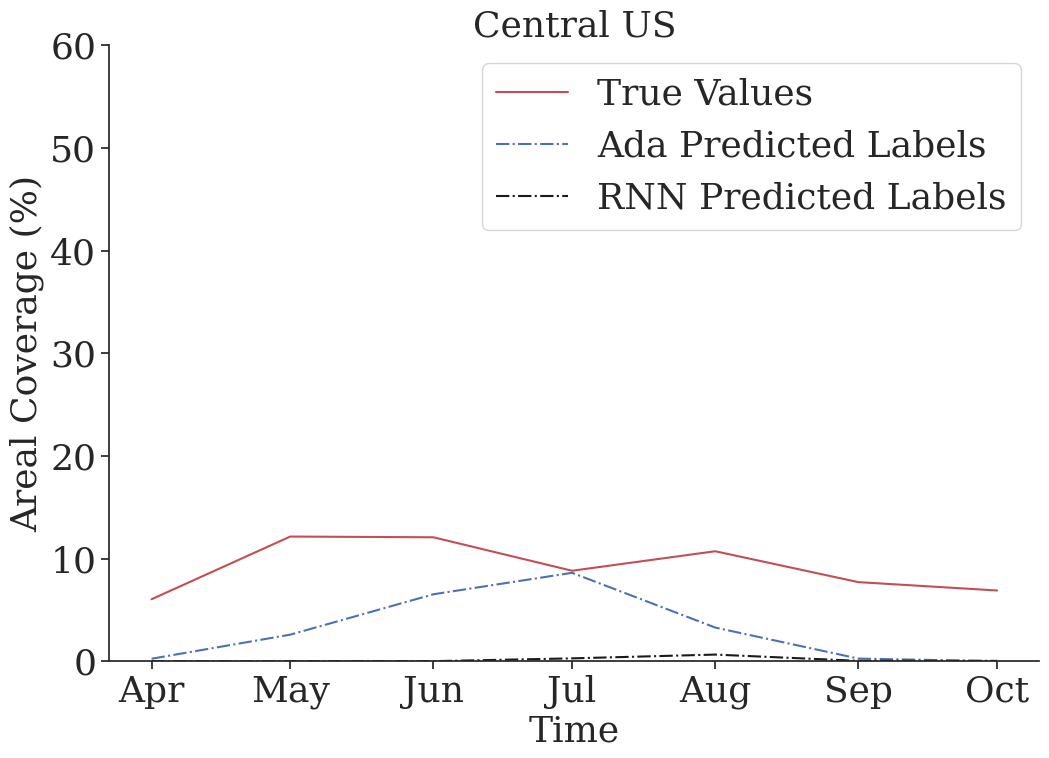 Central US
60
50
40
30
20
10
0
Areal Coverage (%)
True Values
Ada Predicted Labels
RNN Predicted Labels
Apr May Jun Jul Aug Sep Oct
Time